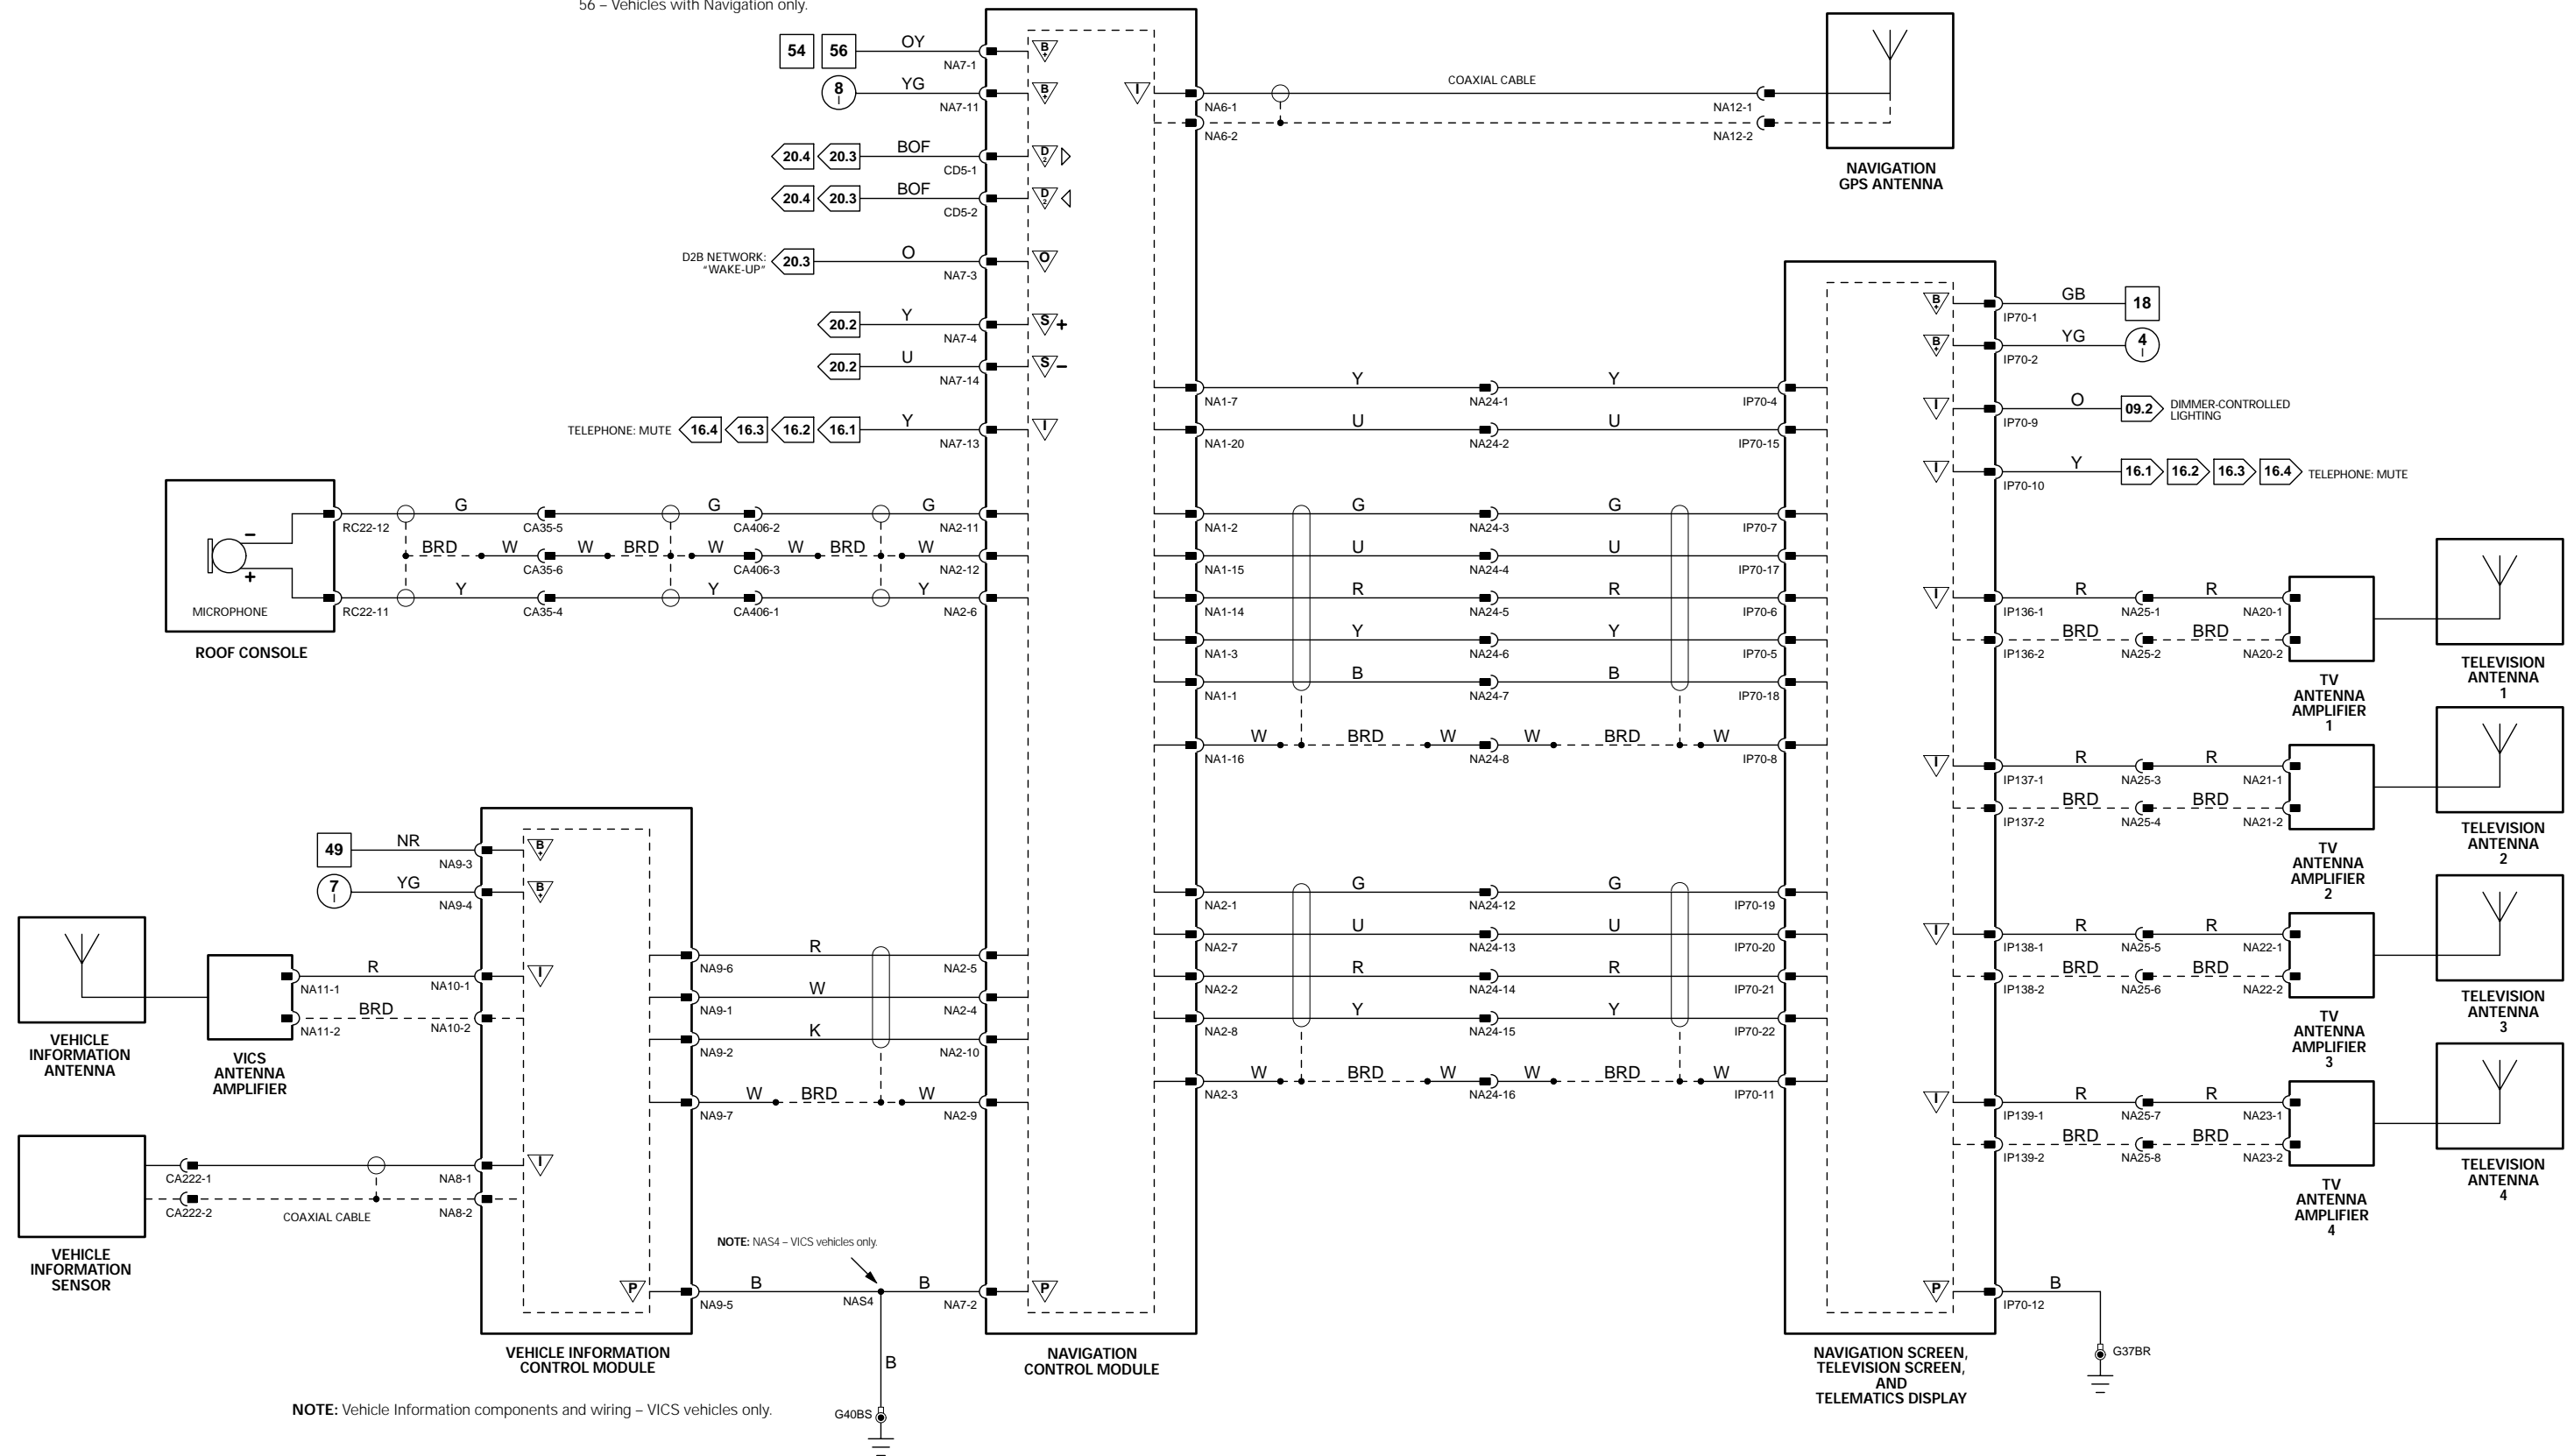 56 – Vehicles with Navigation only.
54 56 OY NA7-1 B+
8 I YG NA7-11 B+
20.4 20.3 BOF CD5-1 D2
20.4 20.3 BOF CD5-2 D2
D2B NETWORK:
“WAKE-UP”
20.3 O NA7-3 O
20.2 Y NA7-4 S+
20.2 U NA7-14 S–
TELEPHONE: MUTE 16.4 16.3 16.2 16.1 Y NA7-13 I
I NA6-1 COAXIAL CABLE NA12-1
NA6-2 NA12-2
NAVIGATION
GPS ANTENNA
MICROPHONE – +
RC22-12 G CA35-5 G CA406-2 G NA2-11
BRD W CA35-6 W BRD W CA406-3 W BRD W NA2-12
RC22-11 Y CA35-4 Y CA406-1 Y NA2-6
ROOF CONSOLE
NA1-7 Y NA24-1 Y IP70-4
NA1-20 U NA24-2 U IP70-15
NA1-2 G NA24-3 G IP70-7
NA1-15 U NA24-4 U IP70-17
NA1-14 R NA24-5 R IP70-6
NA1-3 Y NA24-6 Y IP70-5
NA1-1 B NA24-7 B IP70-18
NA1-16 W BRD W NA24-8 W BRD W IP70-8
NA2-1 G NA24-12 G IP70-19
NA2-7 U NA24-13 U IP70-20
NA2-2 R NA24-14 R IP70-21
NA2-8 Y NA24-15 Y IP70-22
NA2-3 W BRD W NA24-16 W BRD W IP70-11
B+ IP70-1 GB 18
B+ IP70-2 YG 4 I
I IP70-9 O 09.2 DIMMER-CONTROLLED
LIGHTING
I IP70-10 Y 16.1 16.2 16.3 16.4 TELEPHONE: MUTE
I IP136-1 R NA25-1 R NA20-1
IP136-2 BRD NA25-2 BRD NA20-2
TV
ANTENNA
AMPLIFIER
1
TELEVISION
ANTENNA
1
I IP137-1 R NA25-3 R NA21-1
IP137-2 BRD NA25-4 BRD NA21-2
TV
ANTENNA
AMPLIFIER
2
TELEVISION
ANTENNA
2
I IP138-1 R NA25-5 R NA22-1
IP138-2 BRD NA25-6 BRD NA22-2
TV
ANTENNA
AMPLIFIER
3
TELEVISION
ANTENNA
3
I IP139-1 R NA25-7 R NA23-1
IP139-2 BRD NA25-8 BRD NA23-2
TV
ANTENNA
AMPLIFIER
4
TELEVISION
ANTENNA
4
P IP70-12 B G37BR
49 NR NA9-3 B+
7 I YG NA9-4 B+
NA11-1 R NA10-1 I
NA11-2 BRD NA10-2
VEHICLE
INFORMATION
ANTENNA
VICS
ANTENNA
AMPLIFIER
CA222-1 NA8-1 I
CA222-2 COAXIAL CABLE NA8-2
VEHICLE
INFORMATION
SENSOR
NA9-6 R NA2-5
NA9-1 W NA2-4
NA9-2 K NA2-10
NA9-7 W BRD W NA2-9
NOTE: NAS4 – VICS vehicles only.
P NA9-5 B NAS4 B NA7-2 P
B
G40BS
VEHICLE INFORMATION
CONTROL MODULE
NAVIGATION
CONTROL MODULE
NAVIGATION SCREEN,
TELEVISION SCREEN,
AND
TELEMATICS DISPLAY
NOTE: Vehicle Information components and wiring – VICS vehicles only.